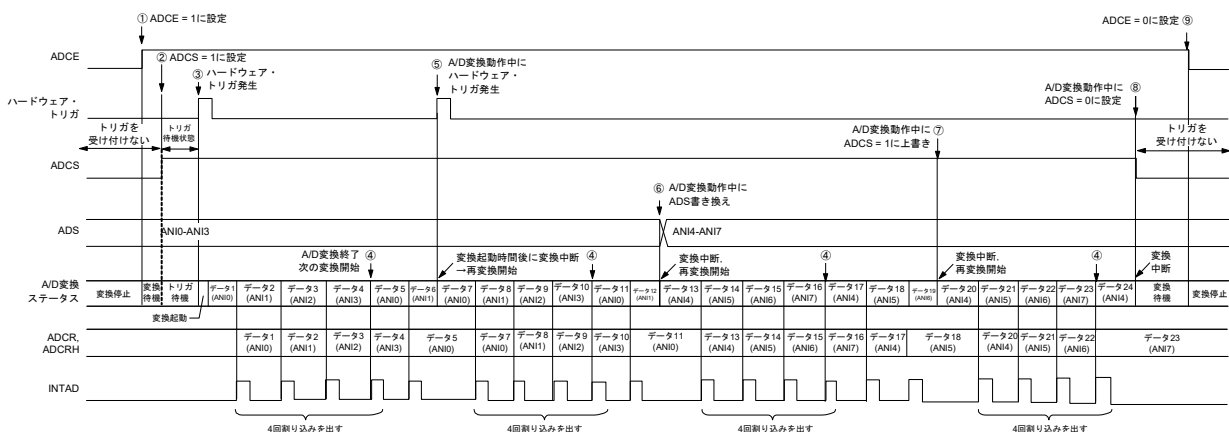 ① ADCE = 1に設定
ADCE = 0に設定 ⑨
ADCE
② ADCS = 1に設定
③ ハードウェア・
トリガ発生
⑤ A/D変換動作中に
ハードウェア・
トリガ発生
A/D変換動作中に ⑧
ADCS = 0に設定
ハードウェア・
トリガ
トリガを
受け付けない
トリガ
待機状態
A/D変換動作中に ⑦
ADCS = 1に上書き
トリガを
受け付けない
ADCS
⑥ A/D変換動作中に
ADS書き換え
ADS
ANI0-ANI3
ANI4-ANI7
A/D変換終了 ④
次の変換開始
変換起動時間後に変換中断
→再変換開始
④
変換中断,
再変換開始
④
変換中断,
再変換開始
④
変換
中断
A/D変換
ステータス
変換停止
変換
待機
トリガ
待機
変換起動
データ1
(ANI0)
データ2
(ANI1)
データ3
(ANI2)
データ4
(ANI3)
データ5
(ANI0)
データ6
(ANI1)
データ7
(ANI0)
データ8
(ANI1)
データ9
(ANI2)
データ10
(ANI3)
データ11
(ANI0)
データ12
(ANI1)
データ13
(ANI4)
データ14
(ANI5)
データ15
(ANI6)
データ16
(ANI7)
データ17
(ANI4)
データ18
(ANI5)
データ19
(ANI6)
データ20
(ANI4)
データ21
(ANI5)
データ22
(ANI6)
データ23
(ANI7)
データ24
(ANI4)
変換
待機
変換停止
ADCR,
ADCRH
データ1
(ANI0)
データ2
(ANI1)
データ3
(ANI2)
データ4
(ANI3)
データ5
(ANI0)
データ7
(ANI0)
データ8
(ANI1)
データ9
(ANI2)
データ10
(ANI3)
データ11
(ANI0)
データ13
(ANI4)
データ14
(ANI5)
データ15
(ANI6)
データ16
(ANI7)
データ17
(ANI4)
データ18
(ANI5)
データ20
(ANI4)
データ21
(ANI5)
データ22
(ANI6)
データ23
(ANI7)
INTAD
4回割り込みを出す
4回割り込みを出す
4回割り込みを出す
4回割り込みを出す